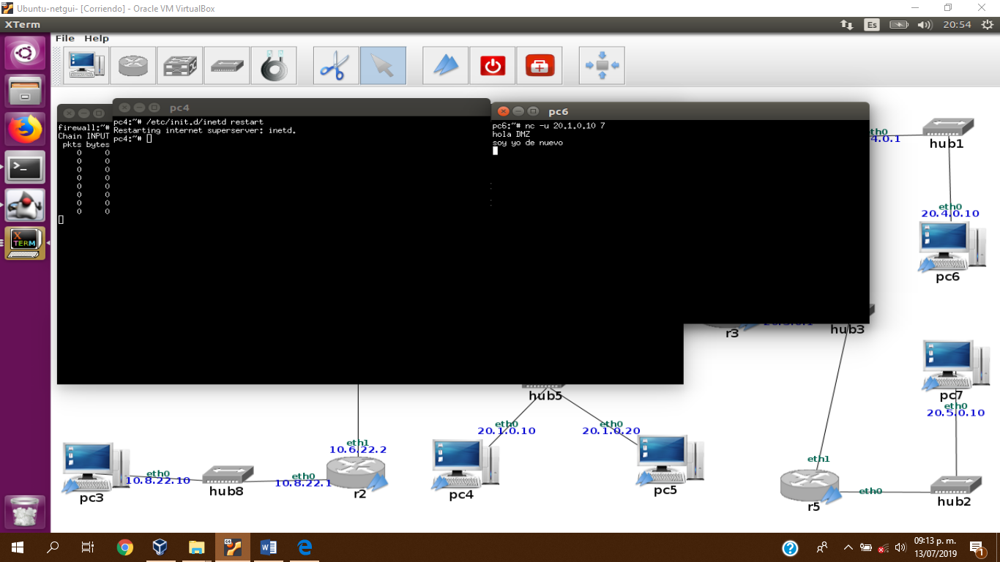 Ubuntu-netgui- [Corriendo] - Oracle VM VirtualBox
XTerm
Es
20:54
File Help
pc4
pc6
firewall:~#
Chain INPUT
pkts bytes
0 0
0 0
0 0
0 0
0 0
0 0
0 0
0 0
pc4:~# /etc/init.d/inetd restart
Restarting internet superserver: inetd.
pc4:~#
pc6:~# nc -u 20.1.0.10 7
hola DMZ
soy yo de nuevo
th0
4.0.1
hub1
eth0
20.4.0.10
pc6
r3
hub3
pc7
eth0
20.5.0.10
hub5
eth0
20.1.0.10
eth0
20.1.0.20
eth1
10.6.22.2
eth0
10.8.22.10
eth0
10.8.22.1
pc3
hub8
r2
pc4
pc5
eth1
eth0
r5
hub2
X
TERM
09:13 p. m.
13/07/2019
1